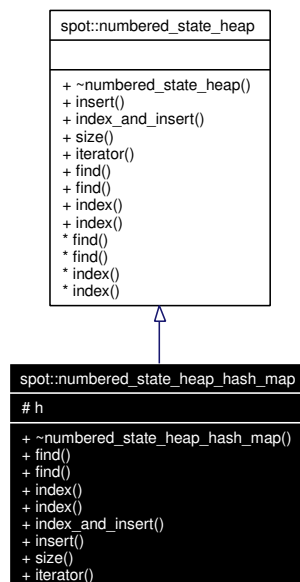 spot::numbered_state_heap
+ ~numbered_state_heap()
+ insert()
+ index_and_insert()
+ size()
+ iterator()
+ find()
+ find()
+ index()
+ index()
* find()
* find()
* index()
* index()
spot::numbered_state_heap_hash_map
# h
+ ~numbered_state_heap_hash_map()
+ find()
+ find()
+ index()
+ index()
+ index_and_insert()
+ insert()
+ size()
+ iterator()